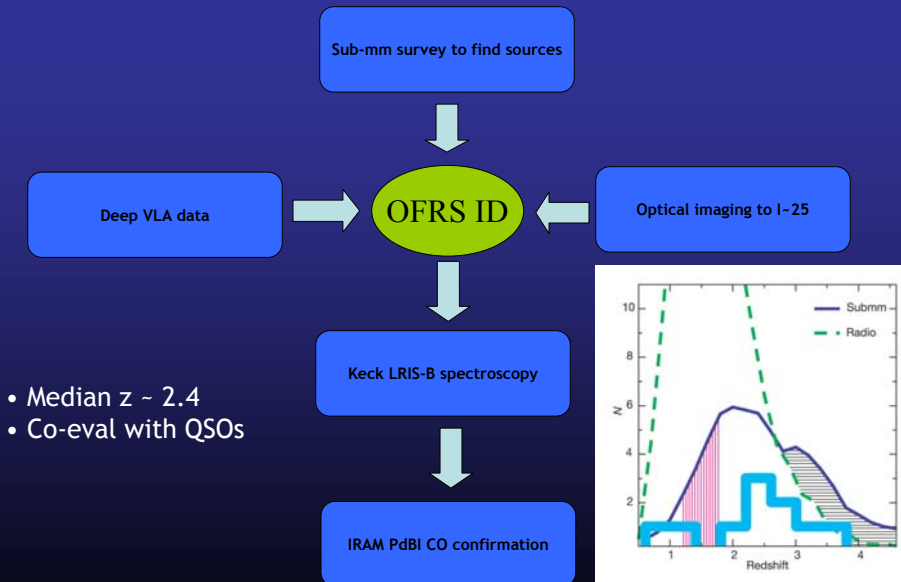 Sub-mm survey to find sources
Deep VLA data
OFRS ID
Optical imaging to I~25
Keck LRIS-B spectroscopy
IRAM PdBI CO confirmation
• Median z ~ 2.4
• Co-eval with QSOs
10
8
6
4
2
N
Submm
Radio
1
2
3
4
Redshift